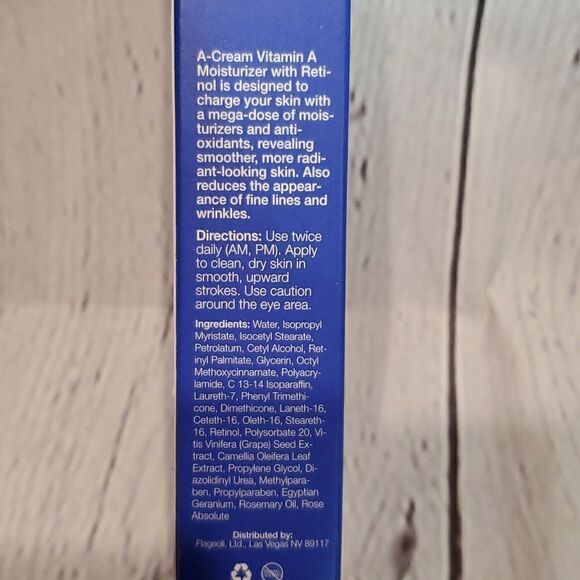 A-Cream Vitamin A
Moisturizer with Reti-
nol is designed to
charge your skin with
a mega-dose of mois-
turizers and anti-
oxidants, revealing
smoother, more radi-
ant-looking skin. Also
reduces the appear-
ance of fine lines and
wrinkles.
Directions: Use twice
daily (AM, PM). Apply
to clean, dry skin in
smooth, upward
strokes. Use caution
around the eye area.
Ingredients: Water, Isopropyl
Myristate, Isocetyl Stearate,
Petrolatum, Cetyl Alcohol, Ret-
inyl Palmitate, Glycerin, Octyl
Methoxycinnamate, Polyacry-
lamide, C 13-14 Isoparaffin,
Laureth-7, Phenyl Trimethi-
cone, Dimethicone, Laneth-16,
Ceteth-16, Oleth-16, Steareth-
16, Retinol, Polysorbate 20, Vi-
tis Vinifera (Grape) Seed Ex-
tract, Camellia Oleifera Leaf
Extract, Propylene Glycol, Di-
azolidinyl Urea, Methylpara-
ben, Propylparaben, Egyptian
Geranium, Rosemary Oil, Rose
Absolute
Distributed by:
Flageoli, Ltd., Las Vegas NV 89117